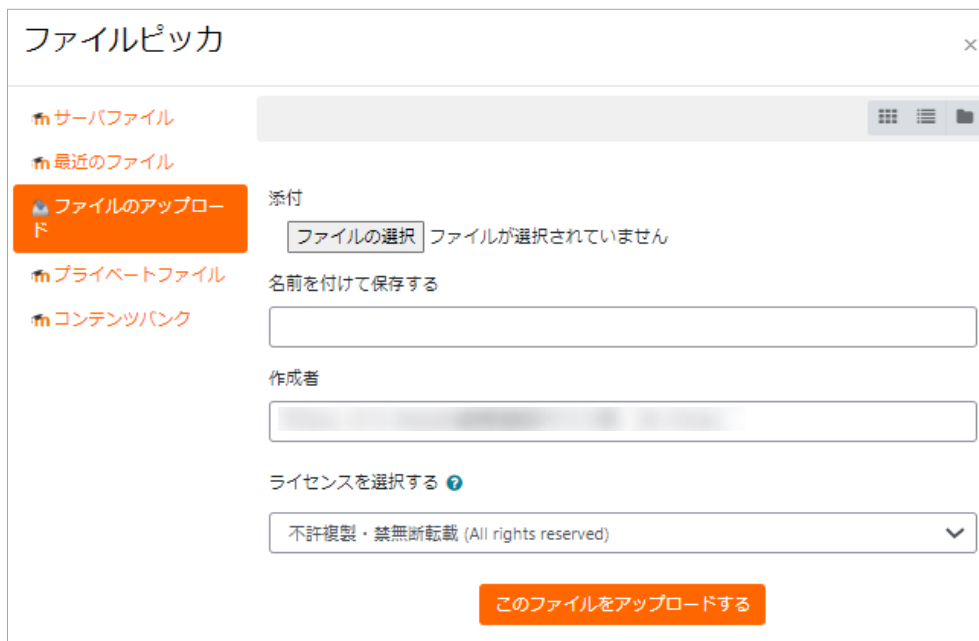 ファイルピッカ
×
サーバファイル
最近のファイル
ファイルのアップロー
ド
プライベートファイル
コンテンツバンク
添付
ファイルの選択 ファイルが選択されていません
名前を付けて保存する
作成者
ライセンスを選択する
不許複製・禁無断転載 (All rights reserved)
このファイルをアップロードする